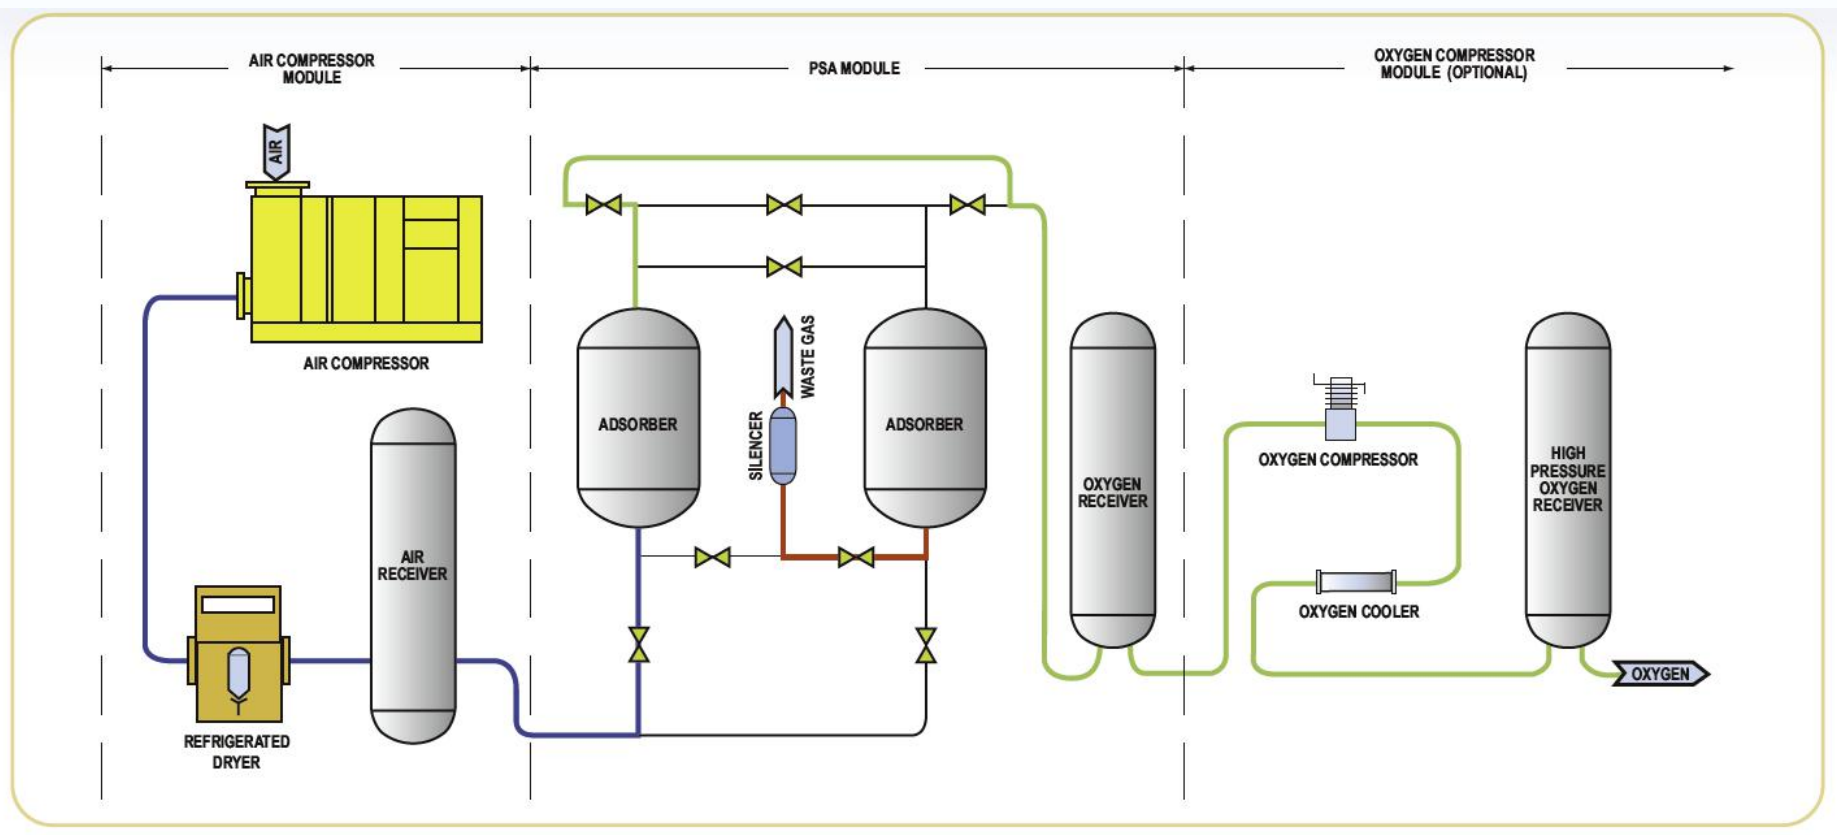 AIR COMPRESSOR
MODULE
PSA MODULE
OXYGEN COMPRESSOR
MODULE (OPTIONAL)
AIR
AIR COMPRESSOR
AIR
RECEIVER
REFRIGERATED
DRYER
ADSORBER
WASTE GAS
SILENCER
ADSORBER
OXYGEN
RECEIVER
OXYGEN COMPRESSOR
OXYGEN COOLER
HIGH
PRESSURE
OXYGEN
RECEIVER
OXYGEN